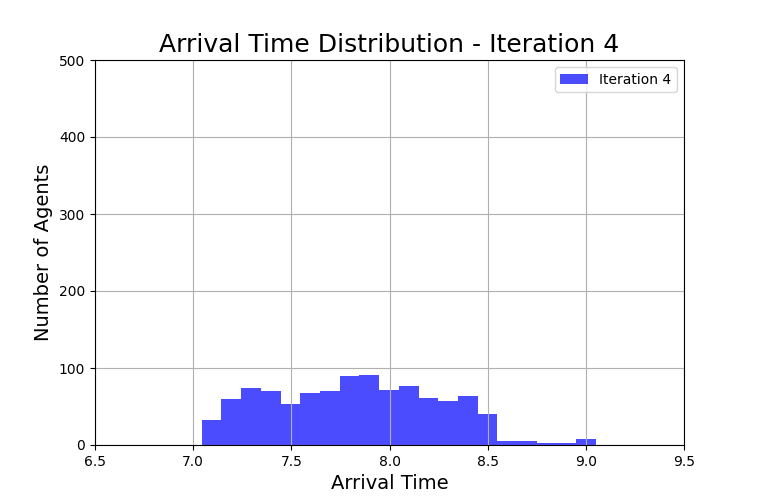 Arrival Time Distribution - Iteration 4
Iteration 4
500
400
300
200
100
0
Number of Agents
6.5 7.0 7.5 8.0 8.5 9.0 9.5
Arrival Time